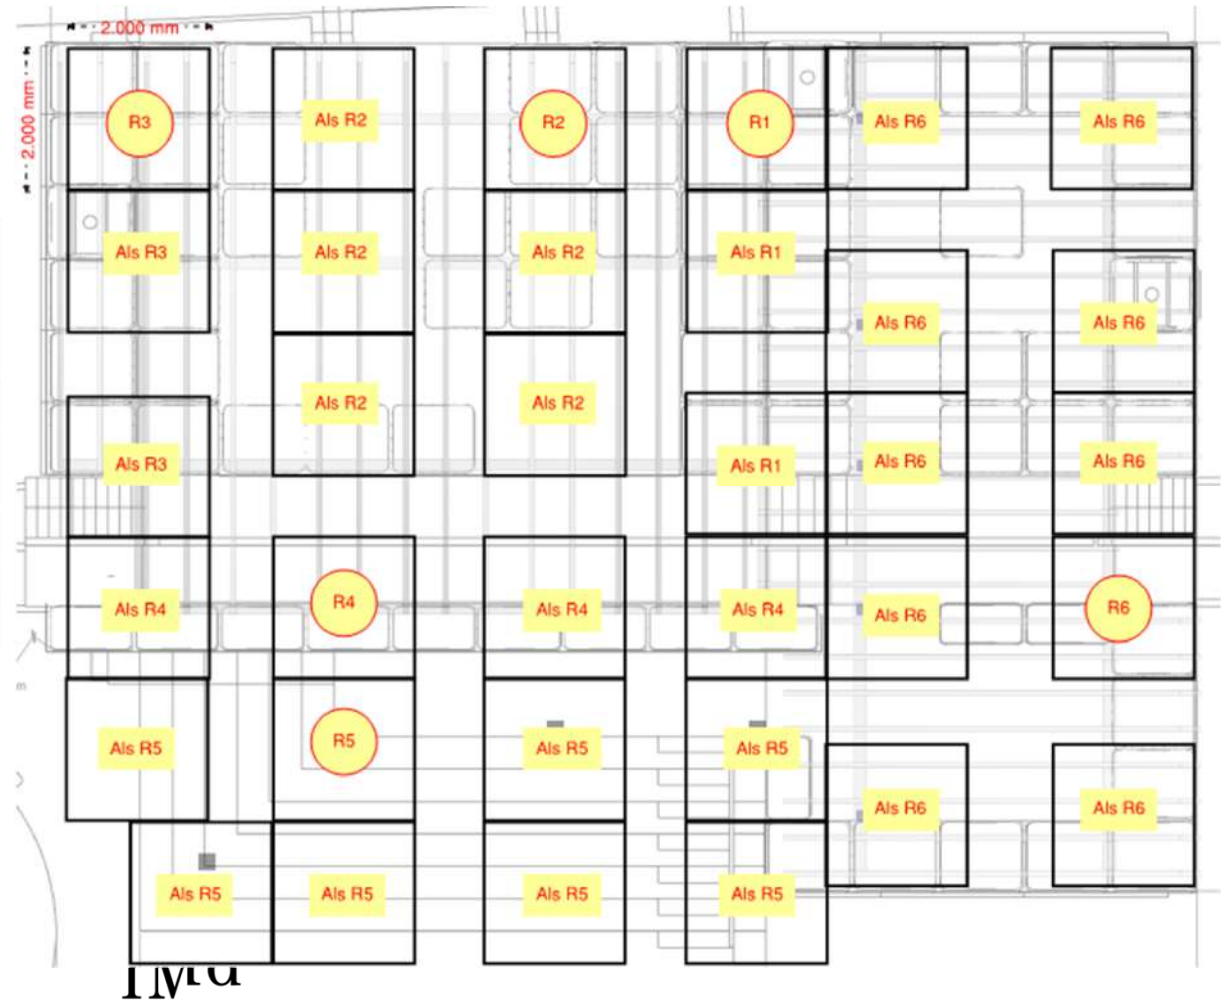 2.000 mm
2.000 mm
R3 Als R2 R2 R1 Als R6 Als R6
Als R3 Als R2 Als R2 Als R1
Als R6 Als R6
Als R2 Als R2
Als R3 Als R1 Als R6 Als R6
Als R4 R4 Als R4 Als R4 Als R6 R6
m
Als R5 R5 Als R5 Als R5
Als R6 Als R6
Als R5 Als R5 Als R5 Als R5